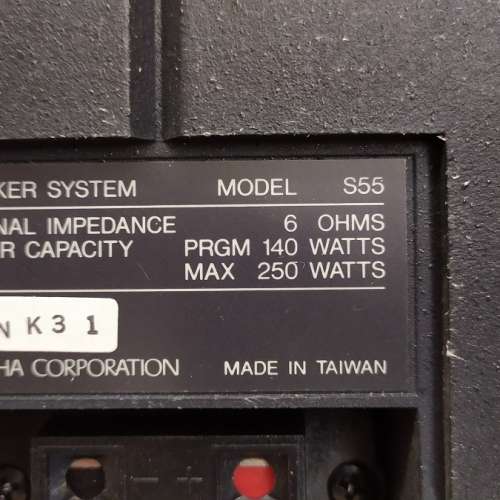 KER SYSTEM MODEL S55
NAL IMPEDANCE 6 OHMS
R CAPACITY PRGM 140 WATTS
MAX 250 WATTS
N K31
HA CORPORATION MADE IN TAIWAN